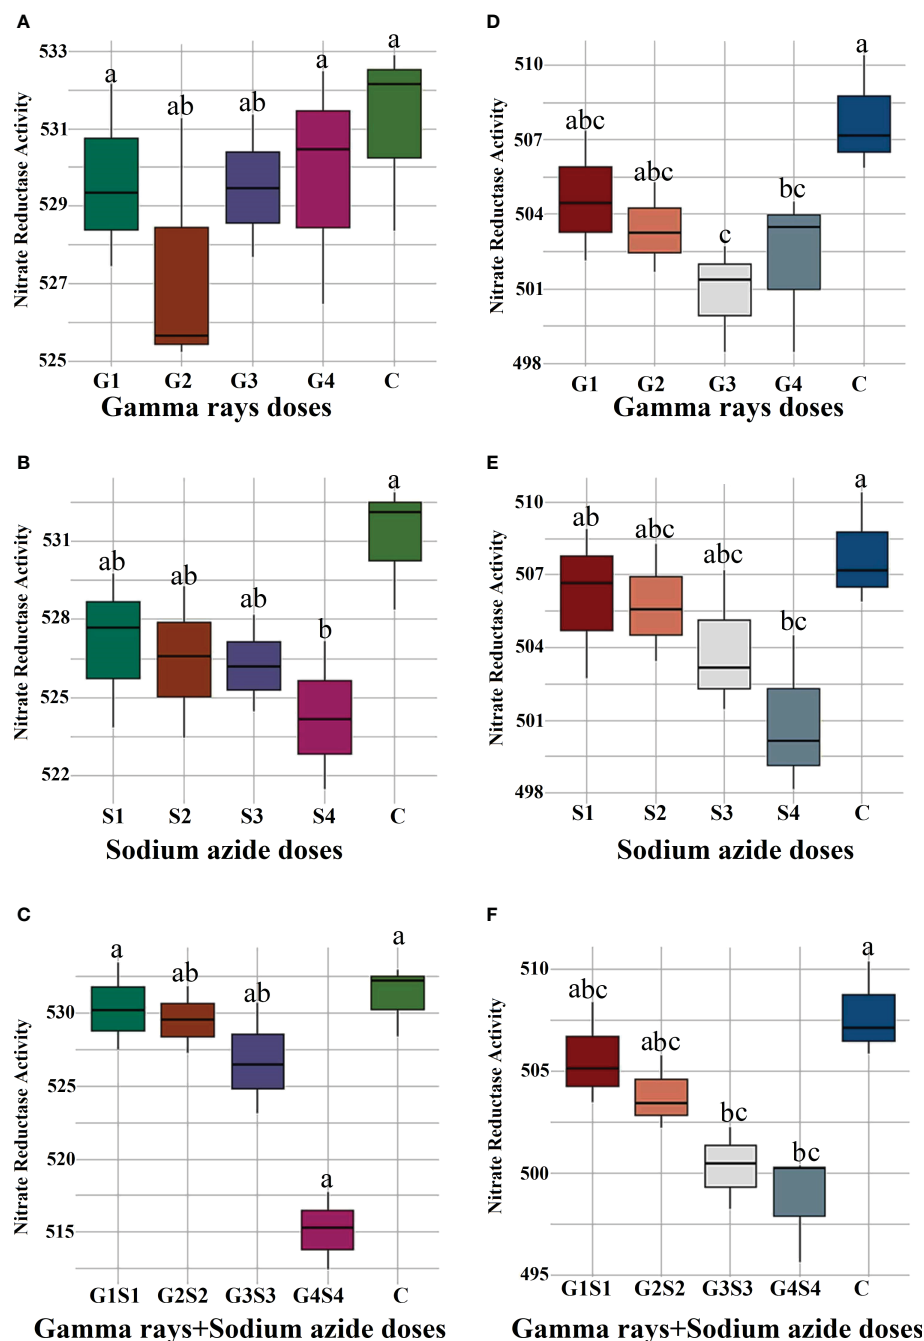 A
Nitrate Reductase Activity
533
531
529
527
525
a
ab
ab
a
a
G1 G2 G3 G4 C
Gamma rays doses
D
Nitrate Reductase Activity
510
507
504
501
498
abc
abc
c
bc
a
G1 G2 G3 G4 C
Gamma rays doses
B
Nitrate Reductase Activity
531
528
525
522
ab
ab
ab
b
a
S1 S2 S3 S4 C
Sodium azide doses
E
Nitrate Reductase Activity
510
507
504
501
498
ab
abc
abc
bc
a
S1 S2 S3 S4 C
Sodium azide doses
C
Nitrate Reductase Activity
530
525
520
515
a
ab
ab
a
a
G1S1 G2S2 G3S3 G4S4 C
Gamma rays+Sodium azide doses
F
Nitrate Reductase Activity
510
505
500
495
abc
abc
bc
bc
a
G1S1 G2S2 G3S3 G4S4 C
Gamma rays+Sodium azide doses